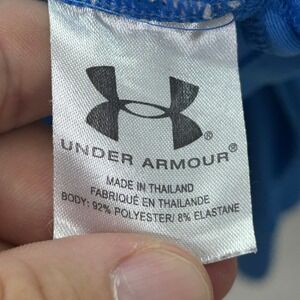 UNDER ARMOUR®
MADE IN THAILAND
FABRIQUÉ EN THAILANDE
BODY: 92% POLYESTER/ 8% ELASTANE